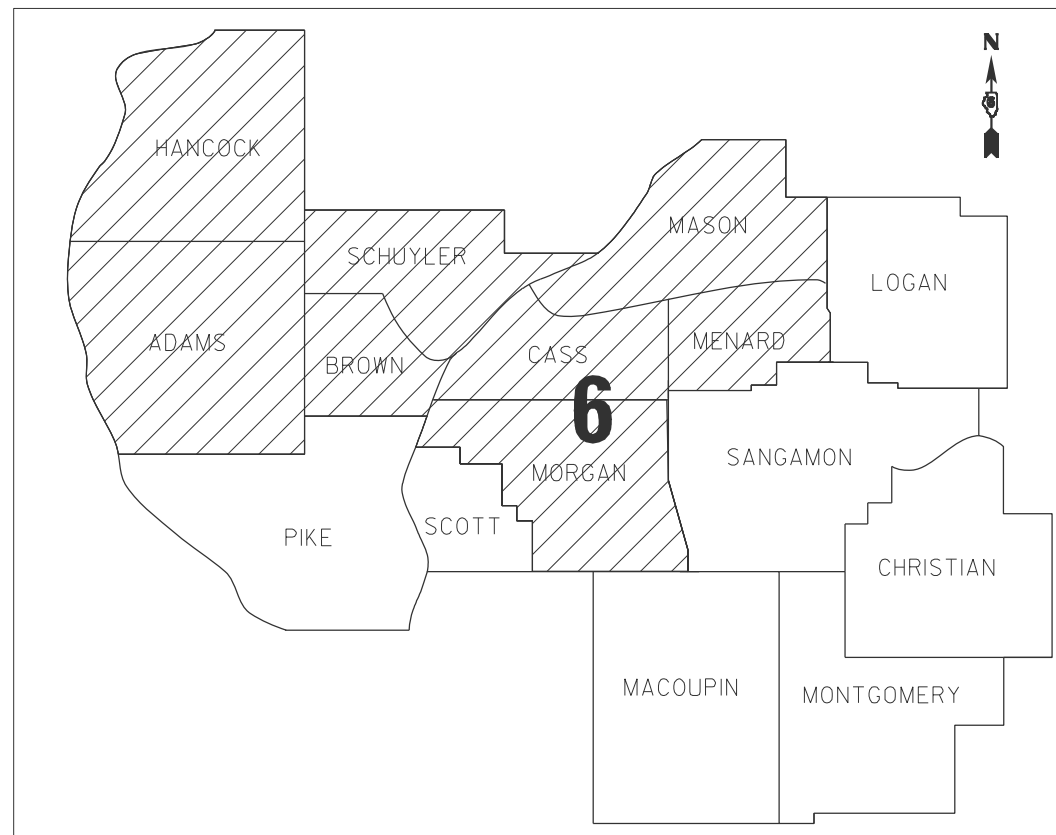 N
HANCOCK
MASON
SCHUYLER
LOGAN
ADAMS
MENARD
CASS
BROWN
6
SANGAMON
MORGAN
SCOTT
PIKE
CHRISTIAN
MACOUPIN
MONTGOMERY